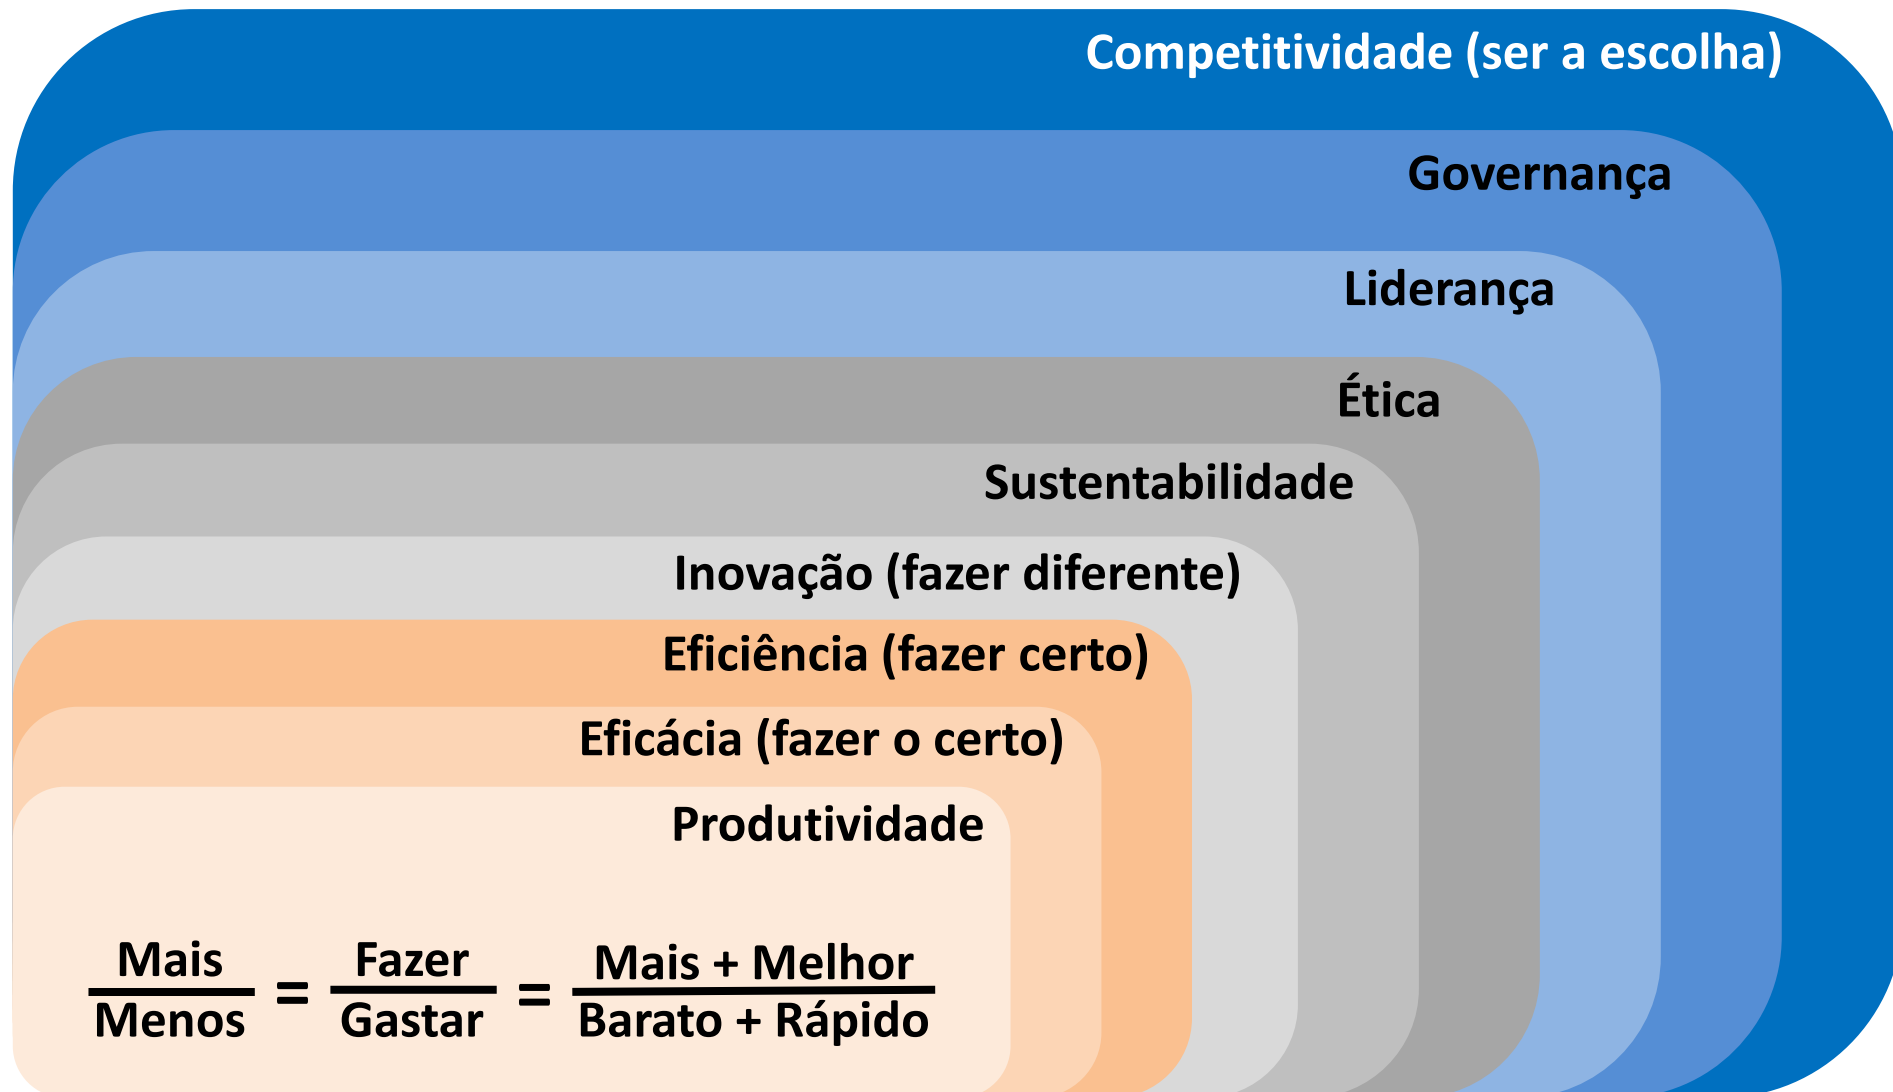 Competitividade (ser a escolha)
Governança
Liderança
Ética
Sustentabilidade
Inovação (fazer diferente)
Eficiência (fazer certo)
Eficácia (fazer o certo)
Produtividade
Mais = Fazer = Mais + Melhor
Menos Gastar Barato + Rápido